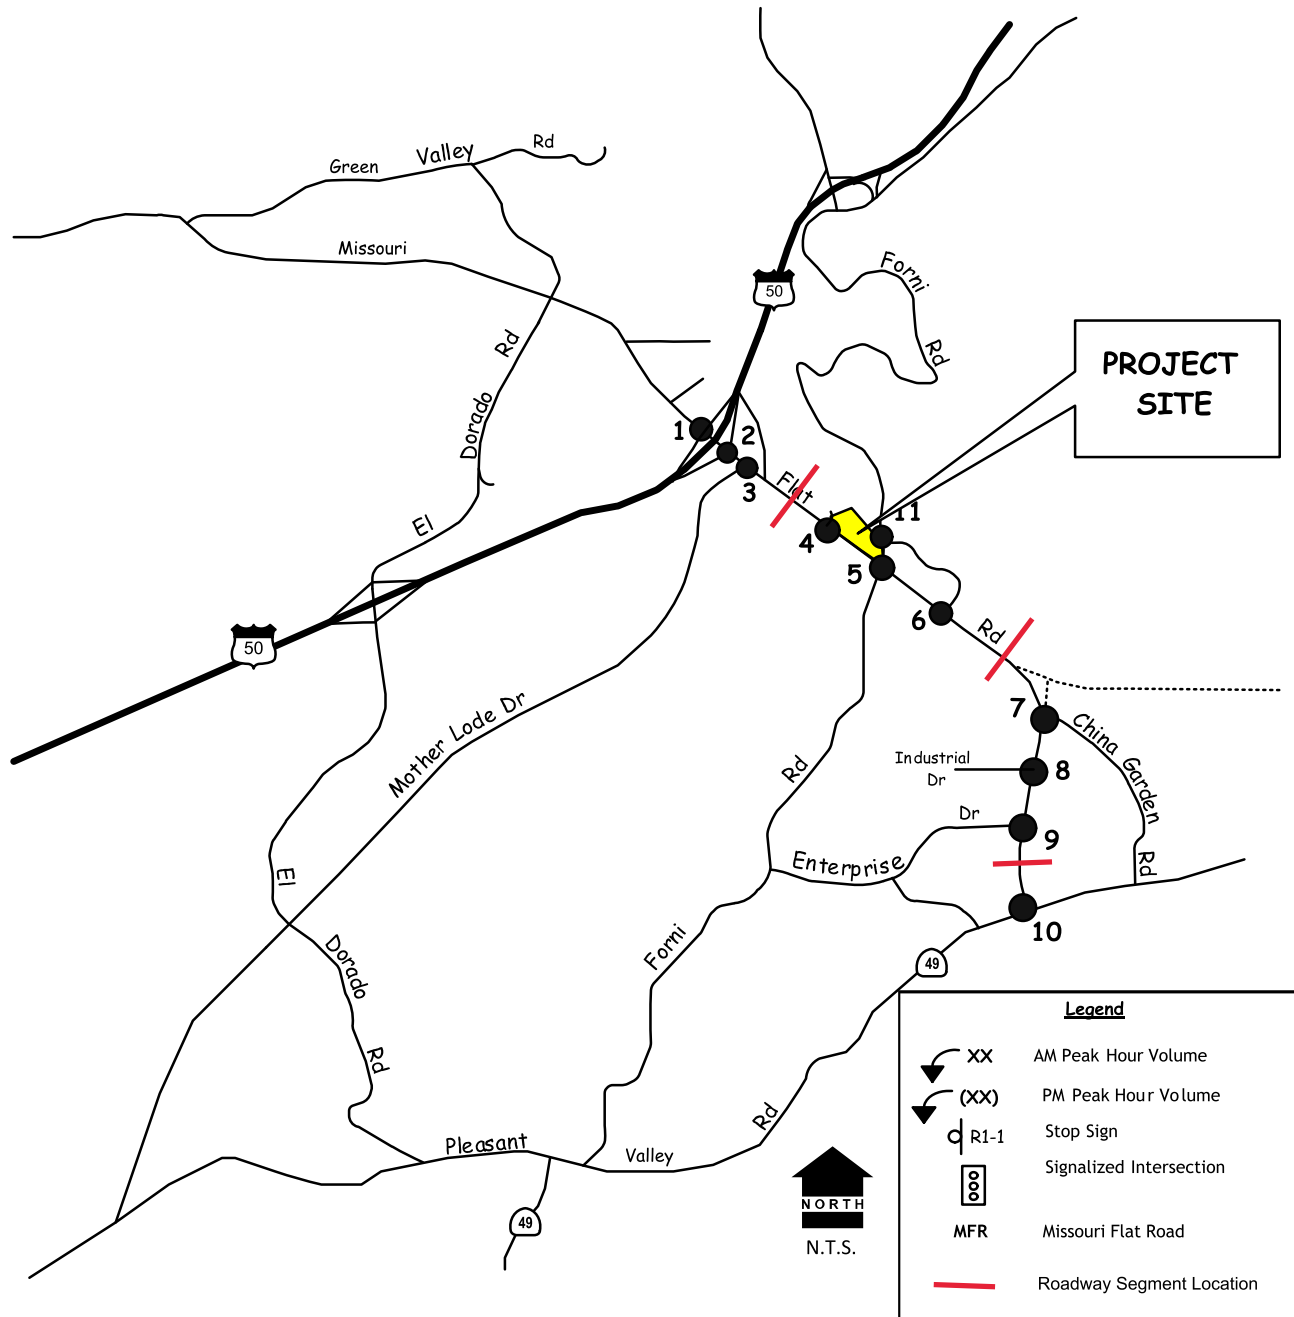 Green Valley Rd
Missouri
Forni
Rd
50
Rd
PROJECT
SITE
Dorado
1
2
3
Flat
El
11
4
5
6
Rd
50
7
China Garden
Mother Lode Dr
Industrial
Dr
8
Rd
Dr
9
Enterprise
Rd
El
10
Dorado
Forni
49
Rd
Legend
XX AM Peak Hour Volume
(XX) PM Peak Hour Volume
R1-1 Stop Sign
Signalized Intersection
MFR Missouri Flat Road
Roadway Segment Location
Rd
Pleasant
Valley
49
NORTH
N.T.S.